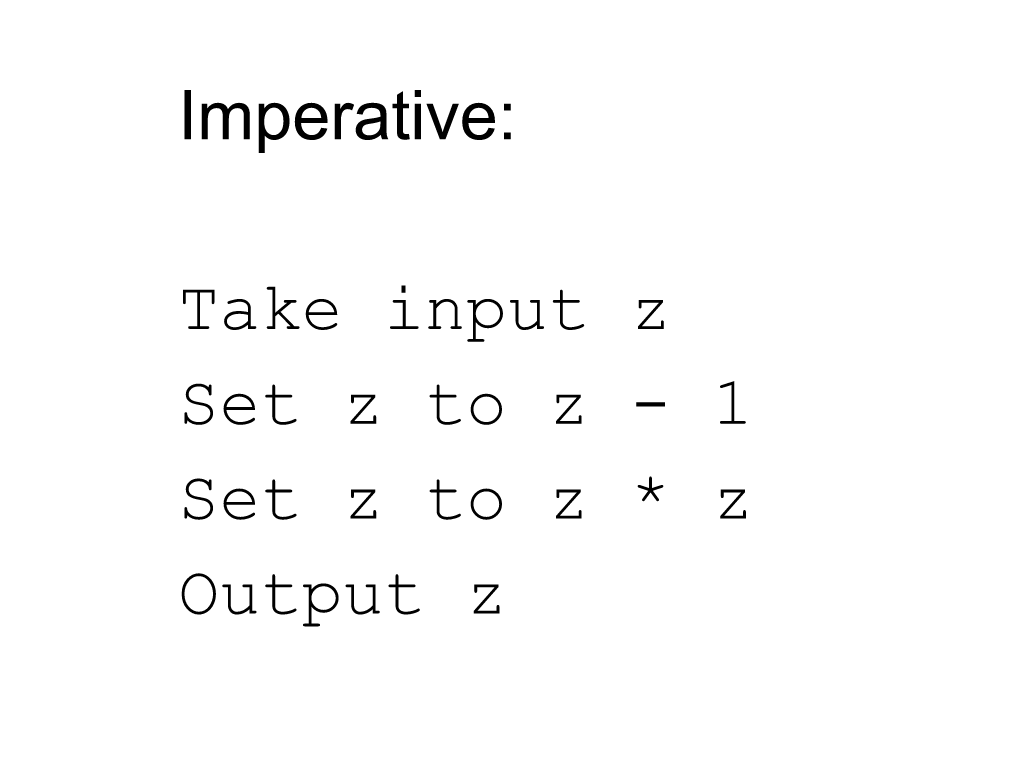 Imperative:
Take input z
Set z to z - 1
Set z to z * z
Output z